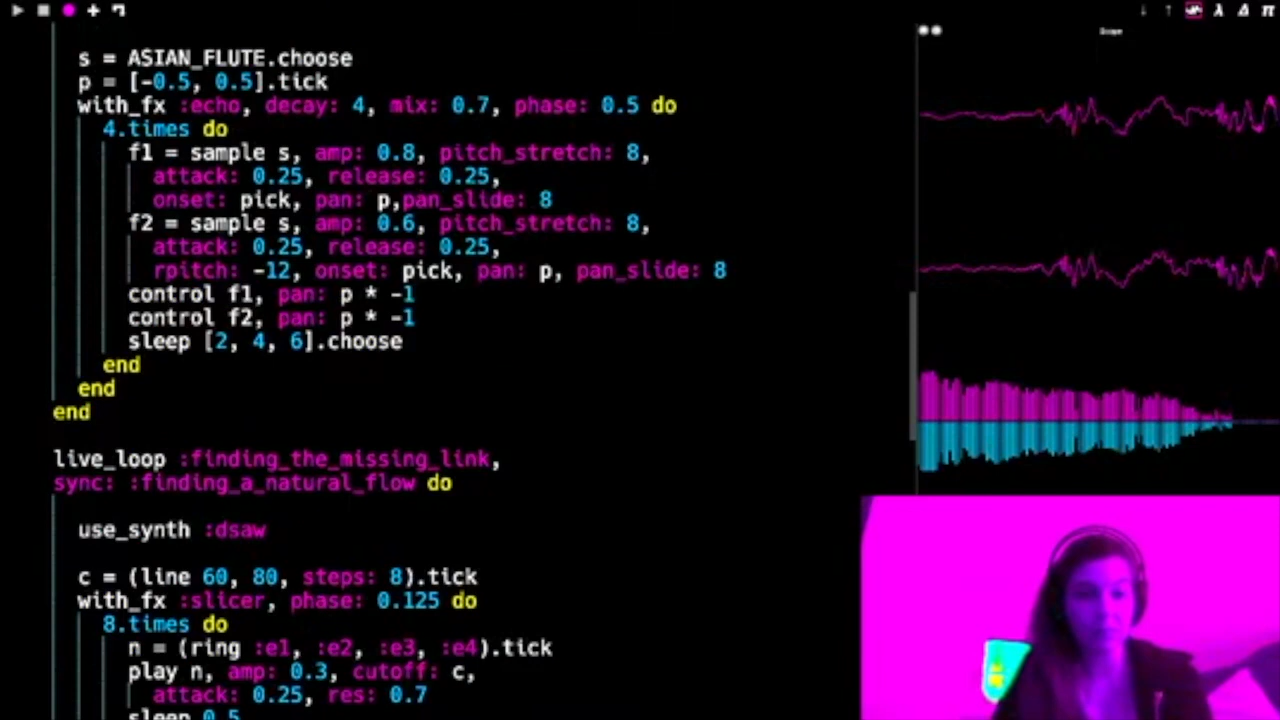 s = ASIAN_FLUTE.choose
p = [-0.5, 0.5].tick
with_fx :echo, decay: 4, mix: 0.7, phase: 0.5 do
4.times do
f1 = sample s, amp: 0.8, pitch_stretch: 8,
attack: 0.25, release: 0.25,
onset: pick, pan: p,pan_slide: 8
f2 = sample s, amp: 0.6, pitch_stretch: 8,
attack: 0.25, release: 0.25,
rpitch: -12, onset: pick, pan: p, pan_slide: 8
control f1, pan: p * -1
control f2, pan: p * -1
sleep [2, 4, 6].choose
end
end
end
live_loop :finding_the_missing_link,
sync: :finding_a_natural_flow do
use_synth :dsaw
c = (line 60, 80, steps: 8).tick
with_fx :slicer, phase: 0.125 do
8.times do
n = (ring :e1, :e2, :e3, :e4).tick
play n, amp: 0.3, cutoff: c,
attack: 0.25, res: 0.7
sleep 0.5
↓ ↑ λ Δ π
Scope